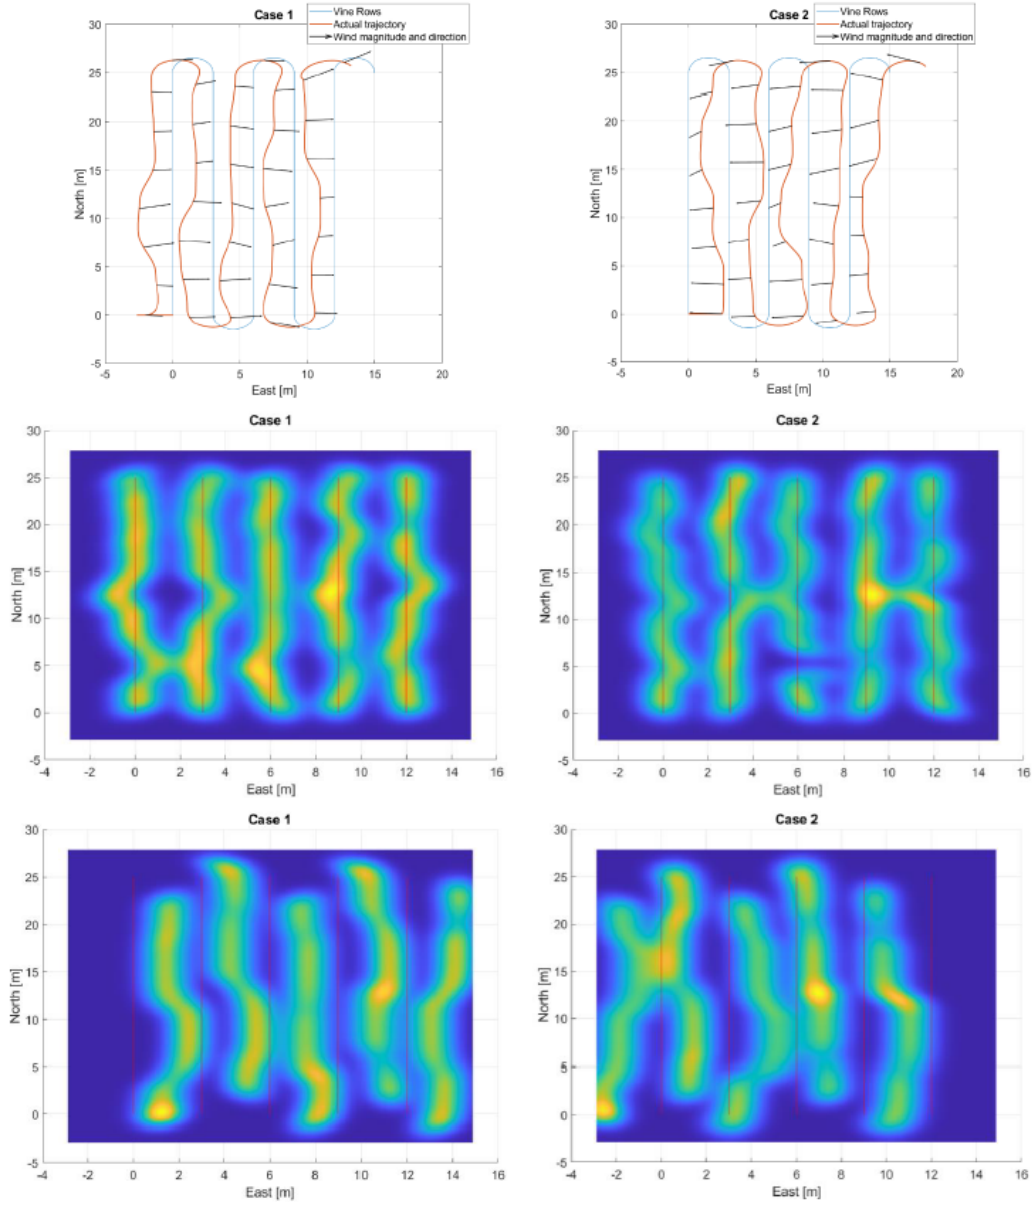 Case 1
Vine Rows
Actual trajectory
Wind magnitude and direction
30
25
20
15
10
5
0
-5
North [m]
-5 0 5 10 15 20
East [m]
Case 2
Vine Rows
Actual trajectory
Wind magnitude and direction
30
25
20
15
10
5
0
-5
North [m]
-5 0 5 10 15 20
East [m]
Case 1
30
25
20
15
10
5
0
-5
North [m]
-4 -2 0 2 4 6 8 10 12 14 16
East [m]
Case 2
30
25
20
15
10
5
0
-5
North [m]
-4 -2 0 2 4 6 8 10 12 14 16
East [m]
Case 1
30
25
20
15
10
5
0
-5
North [m]
-4 -2 0 2 4 6 8 10 12 14 16
East [m]
Case 2
30
25
20
15
10
5
0
-5
North [m]
-4 -2 0 2 4 6 8 10 12 14 16
East [m]